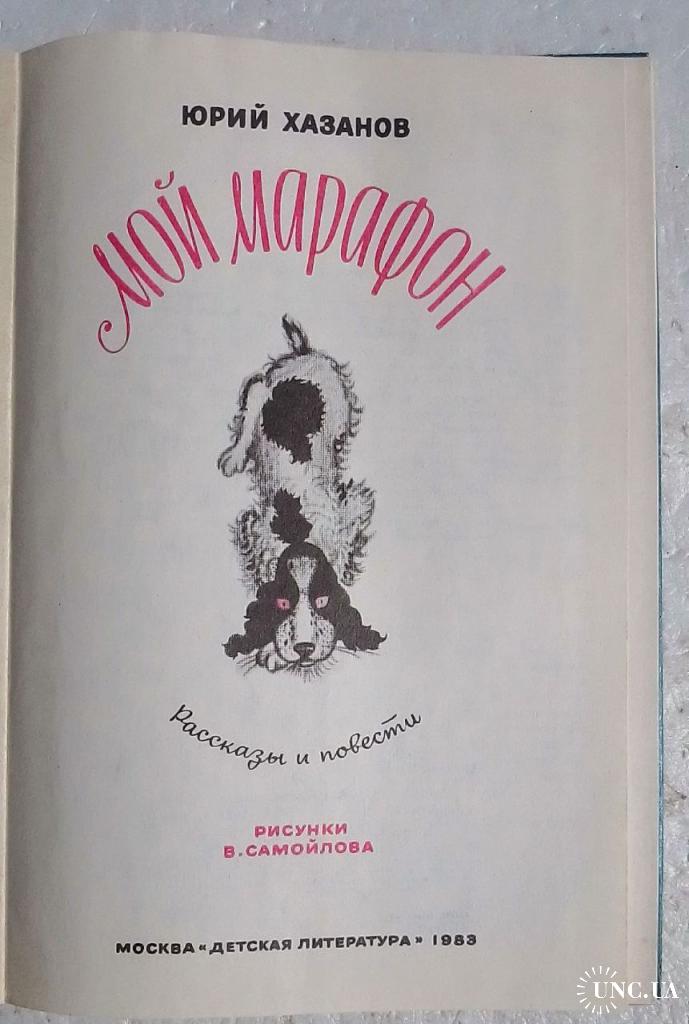 ЮРИЙ ХАЗАНОВ
МОЙ МАРАФОН
Рассказы и повести
РИСУНКИ
В. САМОЙЛОВА
МОСКВА «ДЕТСКАЯ ЛИТЕРАТУРА» 1983
UNC.UA